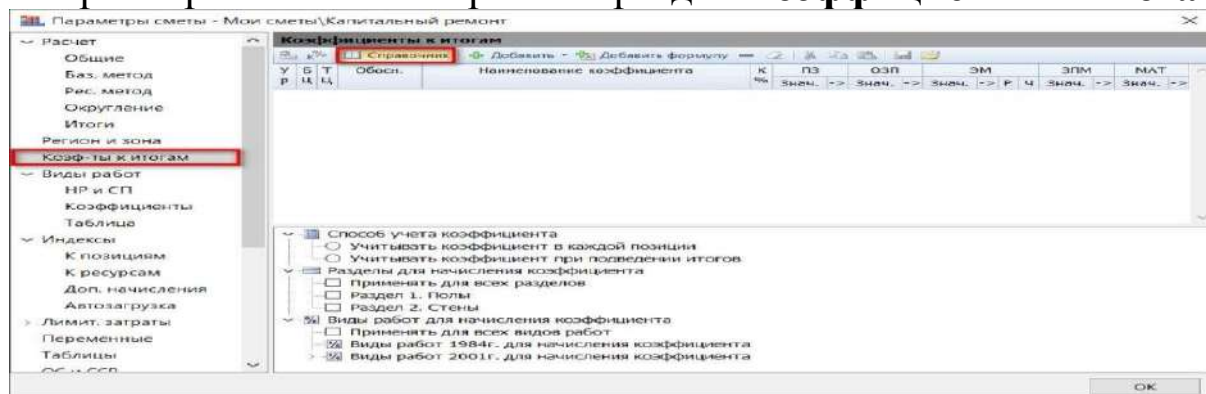 Параметры сметы - Мои сметы\Капитальный ремонт
Расчет
Общие
Баз. метод
Рес. метод
Округление
Итоги
Регион и зона
Коэф-ты к итогам
Виды работ
НР и СП
Коэффициенты
Таблица
Индексы
К позициям
К ресурсам
Доп. начисления
Автозагрузка
Лимит. затраты
Переменные
Таблицы
ОС и ССР
Коэффициенты к итогам
Справочник Добавить Добавить формулу
У Б Т Обосн. Наименование коэффициента К ПЗ ОЗП ЭМ ЗПМ МАТ
р Ц Ц % Знач. -> Знач. -> Знач. -> Р Ч Знач. -> Знач. ->
Способ учета коэффициента
Учитывать коэффициент в каждой позиции
Учитывать коэффициент при подведении итогов
Разделы для начисления коэффициента
Применять для всех разделов
Раздел 1. Полы
Раздел 2. Стены
Виды работ для начисления коэффициента
Применять для всех видов работ
Виды работ 1984г. для начисления коэффициента
Виды работ 2001г. для начисления коэффициента
ОК